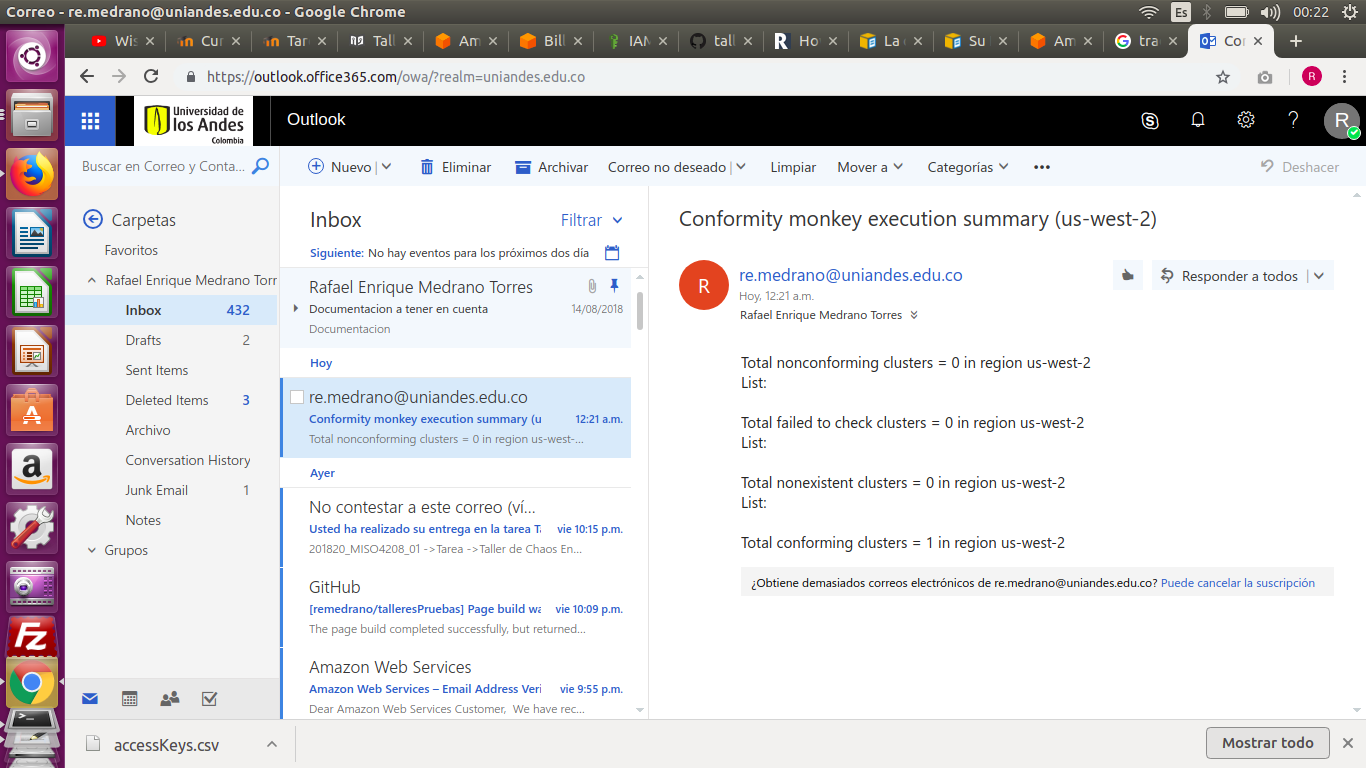 Correo - re.medrano@uniandes.edu.co - Google Chrome
Es
00:22
Wis
Cur
Tar
Tall
Am
Bill
IAM
tall
Ho
La
Su
Am
tra
Cor
https://outlook.office365.com/owa/?realm=uniandes.edu.co
R
Universidad de
los Andes
Colombia
Outlook
R
Buscar en Correo y Conta...
Nuevo
Eliminar
Archivar
Correo no deseado
Limpiar
Mover a
Categorías
Deshacer
Carpetas
Favoritos
Rafael Enrique Medrano Torr
Inbox 432
Drafts 2
Sent Items
Deleted Items 3
Archivo
Conversation History
Junk Email 1
Notes
Grupos
Inbox
Filtrar
Siguiente: No hay eventos para los próximos dos día
Rafael Enrique Medrano Torres
Documentacion a tener en cuenta 14/08/2018
Documentacion
Hoy
re.medrano@uniandes.edu.co
Conformity monkey execution summary (u 12:21 a.m.
Total nonconforming clusters = 0 in region us-west-...
Ayer
No contestar a este correo (ví...
Usted ha realizado su entrega en la tarea Ta vie 10:15 p.m.
201820_MISO4208_01 ->Tarea ->Taller de Chaos En...
GitHub
[remedrano/talleresPruebas] Page build wa vie 10:09 p.m.
The page build completed successfully, but returned...
Amazon Web Services
Amazon Web Services – Email Address Veri vie 9:55 p.m.
Dear Amazon Web Services Customer, We have rec...
Conformity monkey execution summary (us-west-2)
R
re.medrano@uniandes.edu.co
Hoy, 12:21 a.m.
Rafael Enrique Medrano Torres
Responder a todos
Total nonconforming clusters = 0 in region us-west-2
List:
Total failed to check clusters = 0 in region us-west-2
List:
Total nonexistent clusters = 0 in region us-west-2
List:
Total conforming clusters = 1 in region us-west-2
¿Obtiene demasiados correos electrónicos de re.medrano@uniandes.edu.co? Puede cancelar la suscripción
accessKeys.csv
Mostrar todo